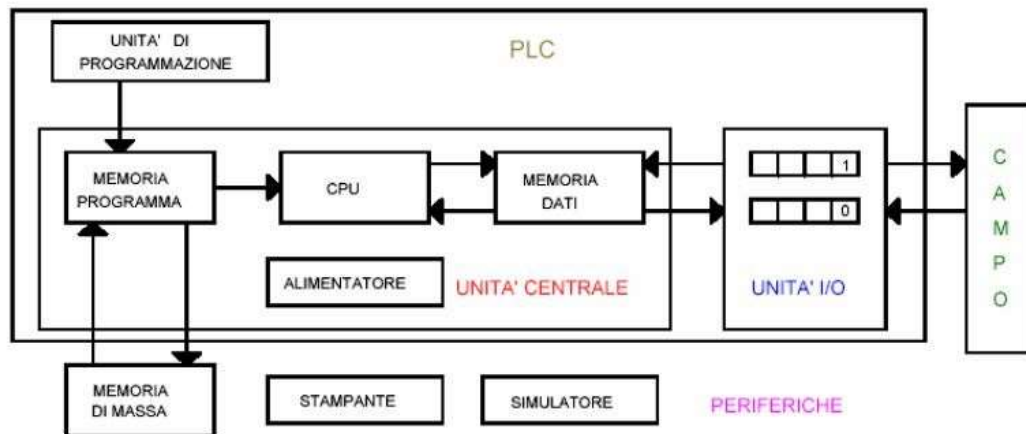 UNITA' DI
PROGRAMMAZIONE
PLC
MEMORIA
PROGRAMMA
CPU
MEMORIA
DATI
1
0
ALIMENTATORE
UNITA' CENTRALE
UNITA' I/O
CAMPO
MEMORIA
DI MASSA
STAMPANTE
SIMULATORE
PERIFERICHE